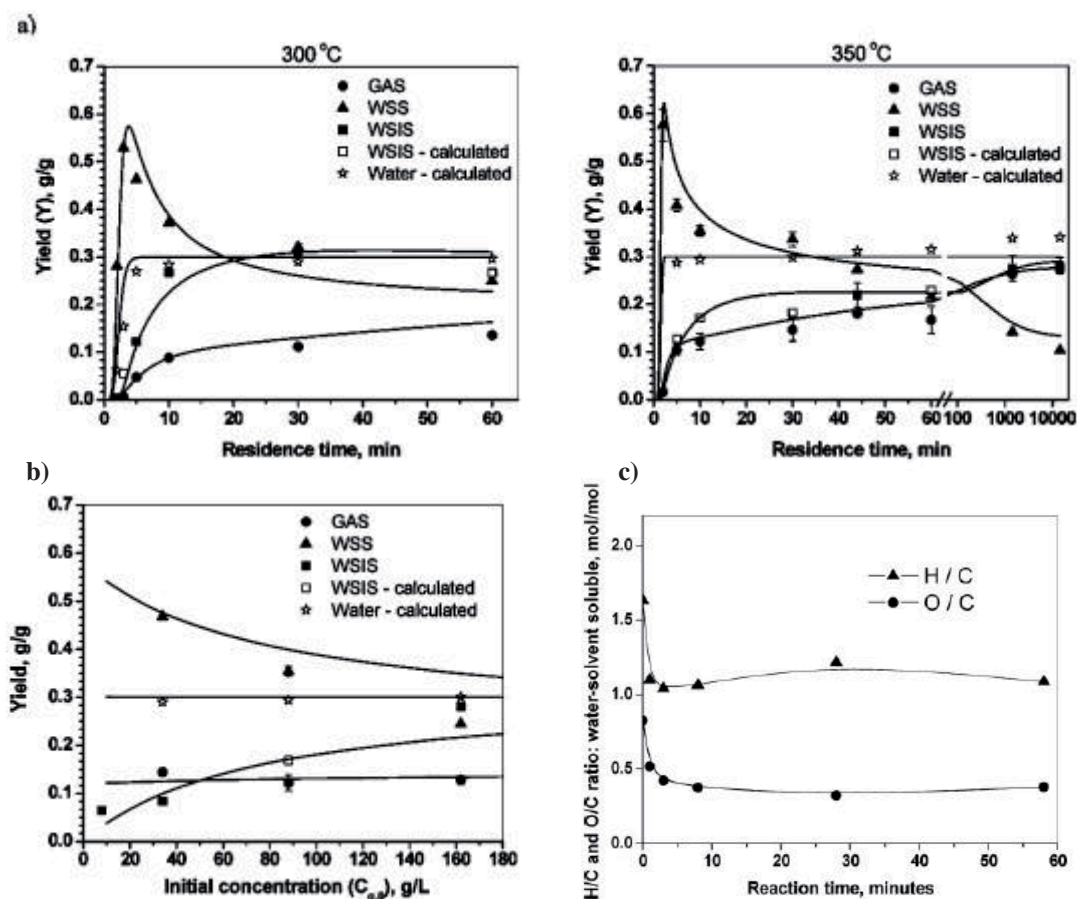 a)
300 °C
Yield (Y), g/g
0.7
0.6
0.5
0.4
0.3
0.2
0.1
0.0
GAS
WSS
WSIS
WSIS - calculated
Water - calculated
0 10 20 30 40 50 60
Residence time, min
350°C
Yield (Y), g/g
0.7
0.6
0.5
0.4
0.3
0.2
0.1
0.0
GAS
WSS
WSIS
WSIS - calculated
Water - calculated
0 10 20 30 40 50 60 100 1000 10000
Residence time, min
b)
Yield, g/g
0.7
0.6
0.5
0.4
0.3
0.2
0.1
0.0
GAS
WSS
WSIS
WSIS - calculated
Water - calculated
0 20 40 60 80 100 120 140 160 180
Initial concentration (C), g/L
c)
H/C and O/C ratio: water-solvent soluble, mol/mol
2.0
1.5
1.0
0.5
0.0
H / C
O / C
0 10 20 30 40 50 60
Reaction time, minutes